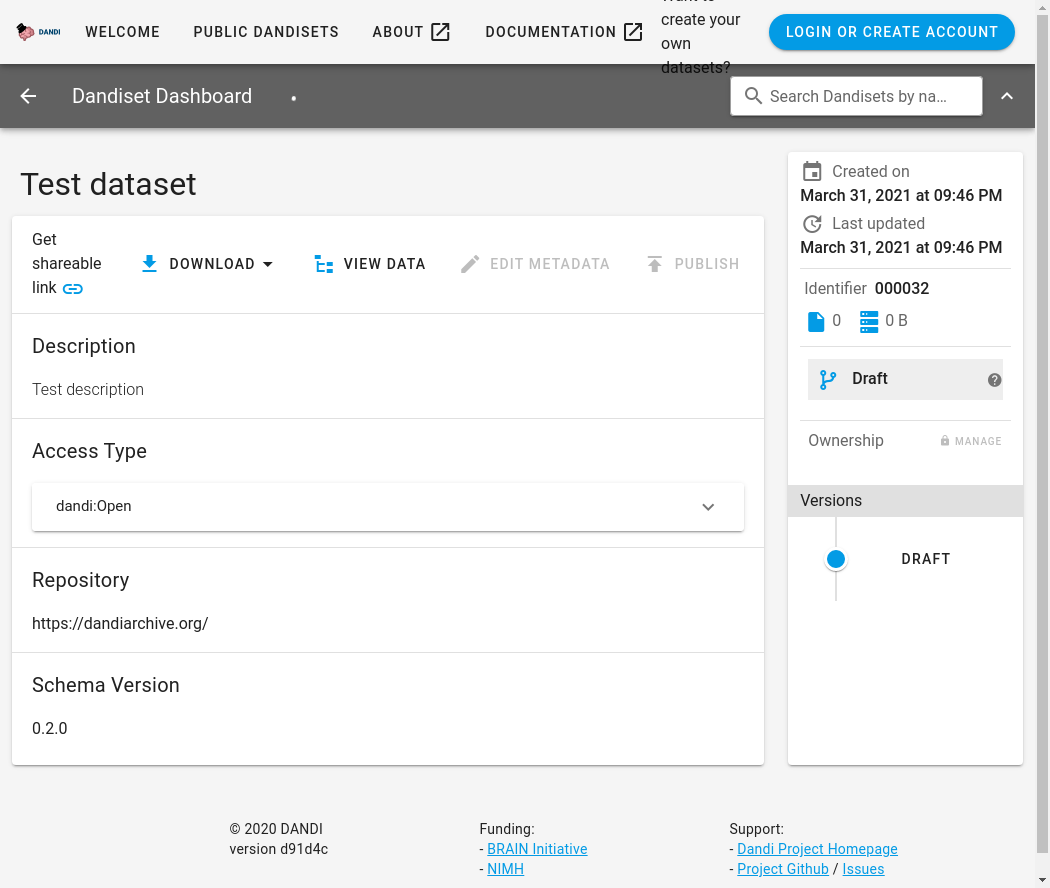 DANDI
WELCOME
PUBLIC DANDISETS
ABOUT
DOCUMENTATION
create your
own
datasets?
LOGIN OR CREATE ACCOUNT
Dandiset Dashboard
Search Dandisets by na...
Test dataset
Get
shareable
link
DOWNLOAD
VIEW DATA
EDIT METADATA
PUBLISH
Description
Test description
Access Type
dandi:Open
Repository
https://dandiarchive.org/
Schema Version
0.2.0
Created on
March 31, 2021 at 09:46 PM
Last updated
March 31, 2021 at 09:46 PM
Identifier 000032
0
0 B
Draft
Ownership
MANAGE
Versions
DRAFT
© 2020 DANDI
version d91d4c
Funding:
- BRAIN Initiative
- NIMH
Support:
- Dandi Project Homepage
- Project Github / Issues